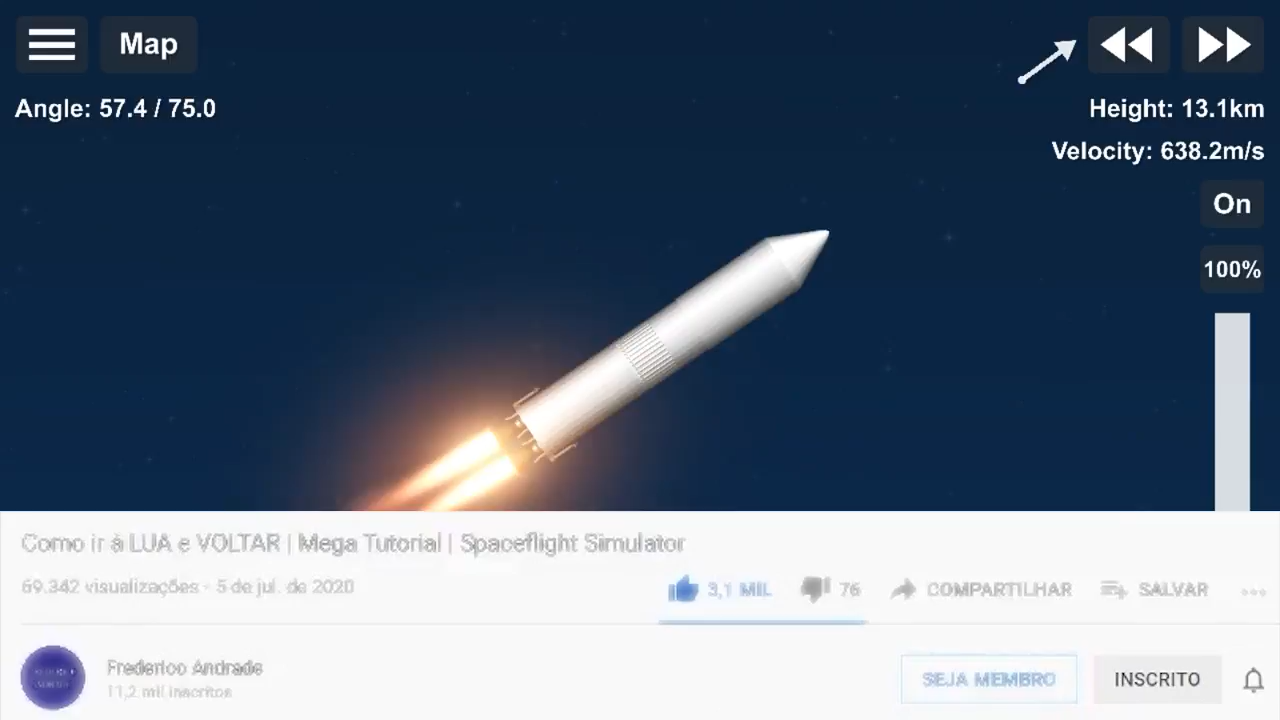 Map
Angle: 57.4 / 75.0
Height: 13.1km
Velocity: 638.2m/s
On
100%
Como ir à LUA e VOLTAR | Mega Tutorial | Spaceflight Simulator
69.342 visualizações - 5 de jul. de 2020
3,1 MIL
76
COMPARTILHAR
SALVAR
Frederico Andrade
11,2 mil inscritos
SEJA MEMBRO
INSCRITO